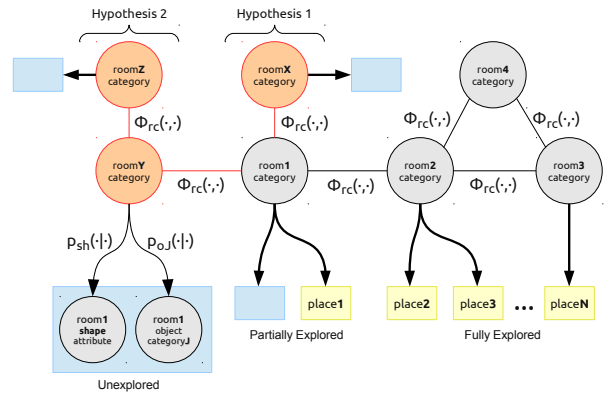 Hypothesis 2
Hypothesis 1
roomZ
category
roomX
category
room4
category
Φrc(·,·)
Φrc(·,·)
Φrc(·,·)
Φrc(·,·)
roomY
category
room1
category
room2
category
room3
category
Φrc(·,·)
Φrc(·,·)
Φrc(·,·)
psh(·|·)
poJ(·|·)
place1
place2
place3
...
placeN
room1
shape
attribute
room1
object
categoryJ
Partially Explored
Fully Explored
Unexplored